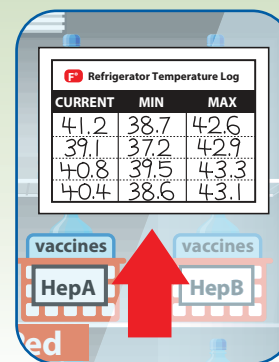 F° Refrigerator Temperature Log
CURRENT MIN MAX
41.2 38.7 42.6
39.1 37.2 42.9
40.8 39.5 43.3
40.4 38.6 43.1
vaccines vaccines
HepA HepB
ed